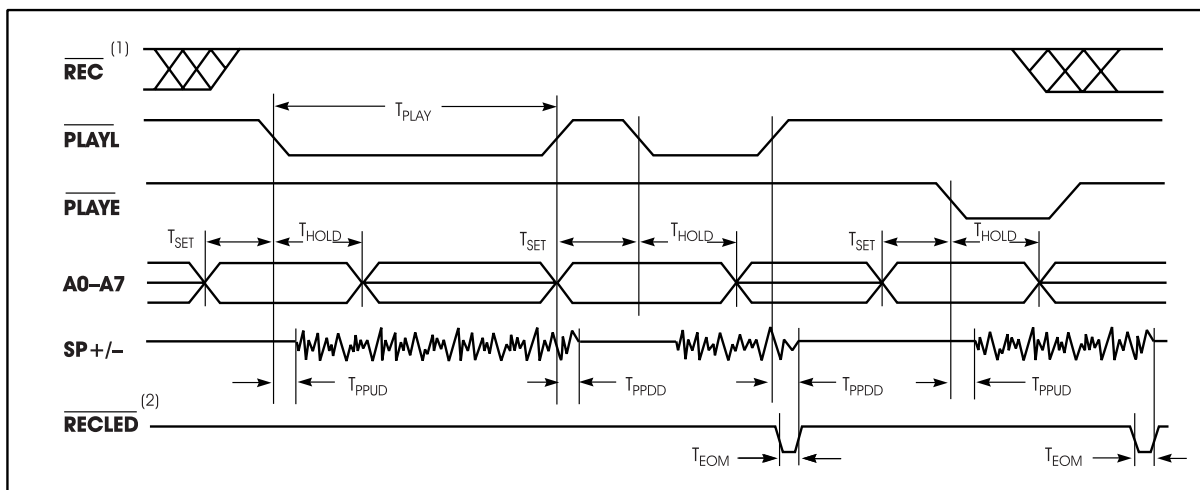 REC (1)
TPLAY
PLAYL
PLAYE
TSET THOLD TSET THOLD TSET THOLD
A0–A7
SP+/–
TPPUD TPPDD TPPDD TPPUD
RECLED (2)
TEOM TEOM